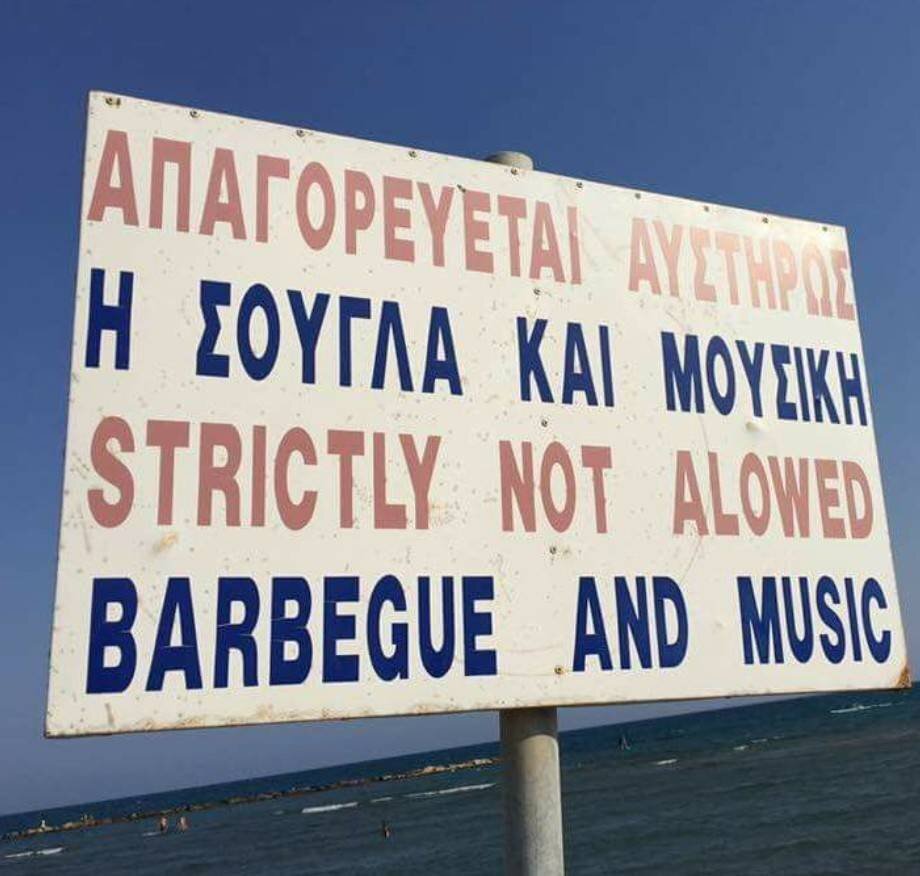 ΑΠΑΓΟΡΕΥΕΤΑΙ ΑΥΣΤΗΡΩΣ
Η ΣΟΥΓΛΑ ΚΑΙ ΜΟΥΣΙΚΗ
STRICTLY NOT ALOWED
BARBEGUE AND MUSIC